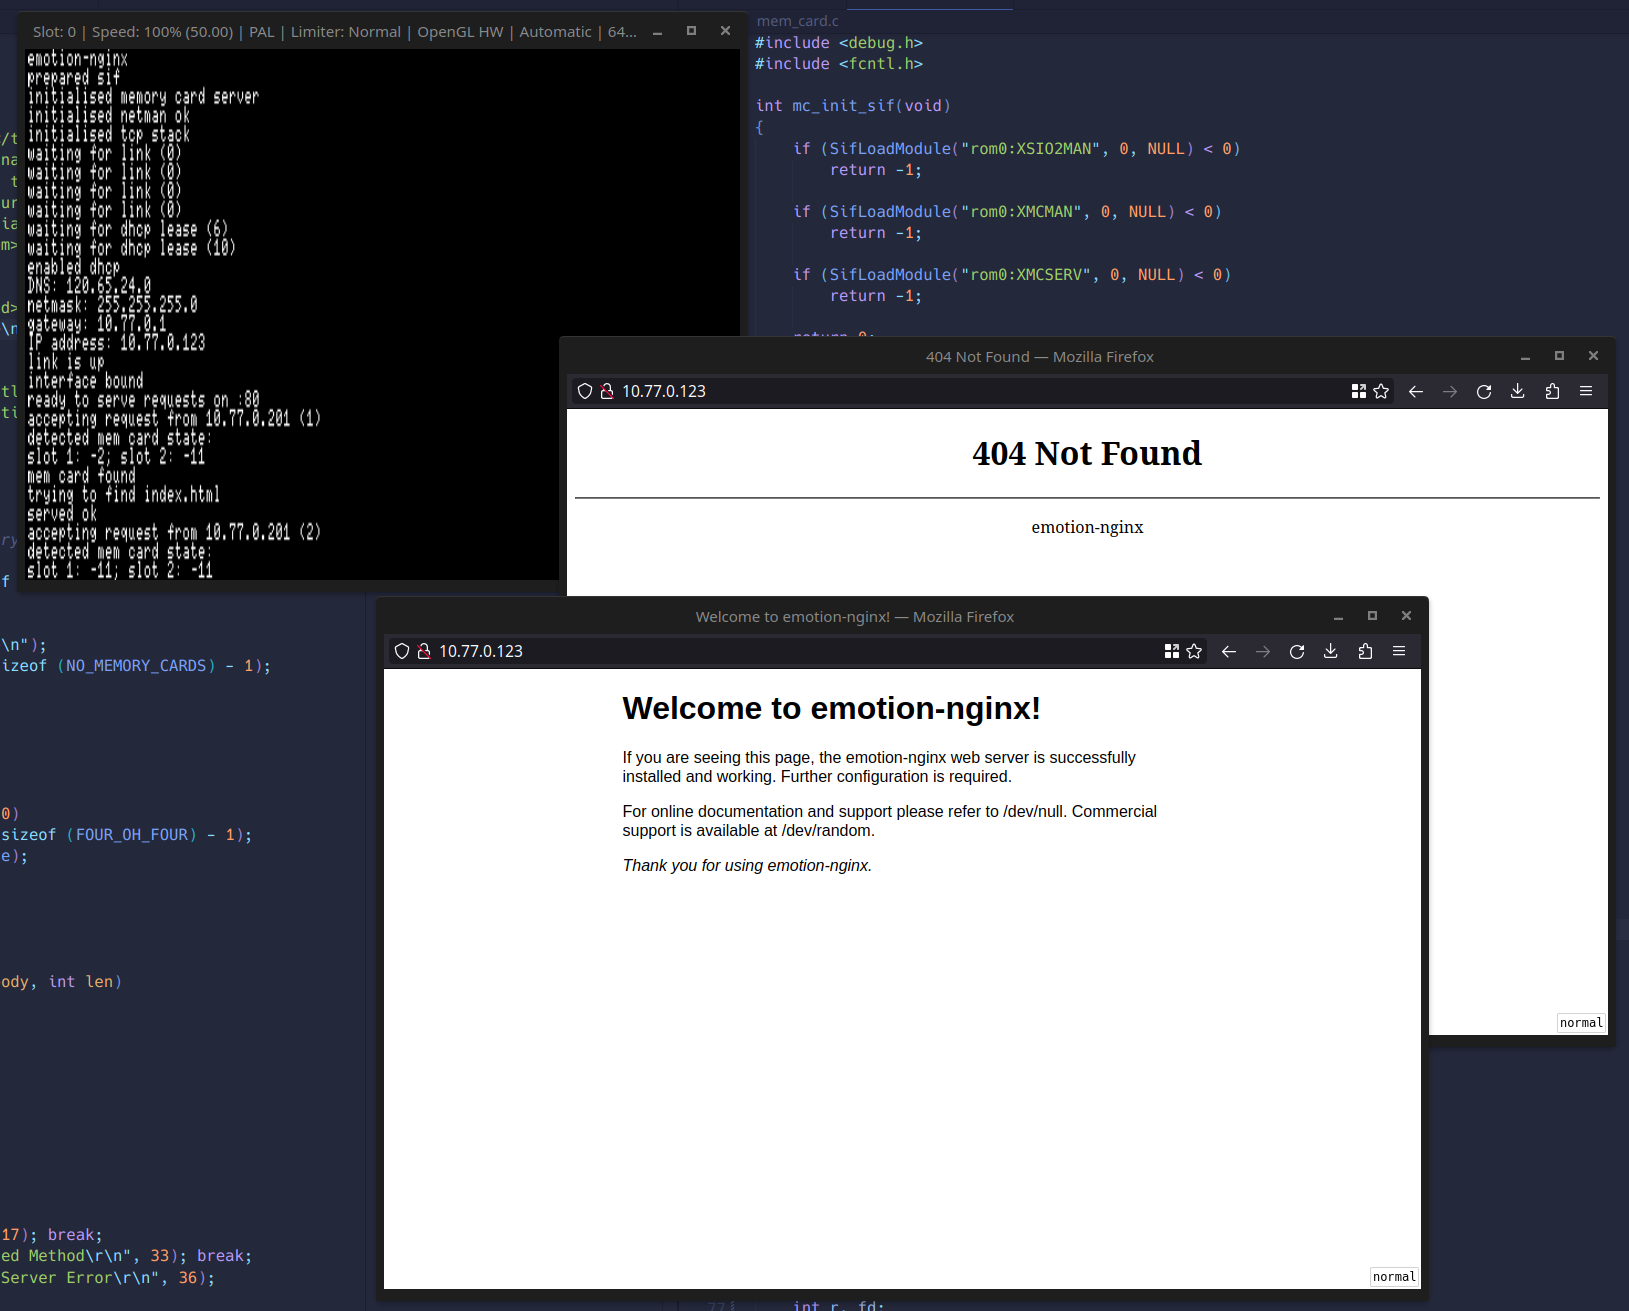 Slot: 0 | Speed: 100% (50.00) | PAL | Limiter: Normal | OpenGL HW | Automatic | 64...
emotion-nginx
prepared sif
initialised memory card server
initialised netman ok
initialised tcp stack
waiting for link (0)
waiting for link (0)
waiting for link (0)
waiting for link (0)
waiting for dhcp lease (6)
waiting for dhcp lease (10)
enabled dhcp
DNS: 120.65.24.0
netmask: 255.255.255.0
gateway: 10.77.0.1
IP address: 10.77.0.123
link is up
interface bound
ready to serve requests on :80
accepting request from 10.77.0.201 (1)
detected mem card state:
slot 1: -2; slot 2: -11
mem card found
trying to find index.html
served ok
accepting request from 10.77.0.201 (2)
detected mem card state:
slot 1: -11; slot 2: -11
mem_card.c
#include <debug.h>
#include <fcntl.h>
int mc_init_sif(void)
{
if (SifLoadModule("rom0:XSIO2MAN", 0, NULL) < 0)
return -1;
if (SifLoadModule("rom0:XMCMAN", 0, NULL) < 0)
return -1;
if (SifLoadModule("rom0:XMCSERV", 0, NULL) < 0)
return -1;
return 0;
404 Not Found — Mozilla Firefox
10.77.0.123
404 Not Found
emotion-nginx
normal
Welcome to emotion-nginx! — Mozilla Firefox
10.77.0.123
Welcome to emotion-nginx!
If you are seeing this page, the emotion-nginx web server is successfully
installed and working. Further configuration is required.
For online documentation and support please refer to /dev/null. Commercial
support is available at /dev/random.
Thank you for using emotion-nginx.
normal
/t
na
t
ur
ia
m>
d>
\n
tl
ti
ry
f
\n");
izeof (NO_MEMORY_CARDS) - 1);
0)
sizeof (FOUR_OH_FOUR) - 1);
e);
ody, int len)
17); break;
ed Method\r\n", 33); break;
Server Error\r\n", 36);
int r, fd;